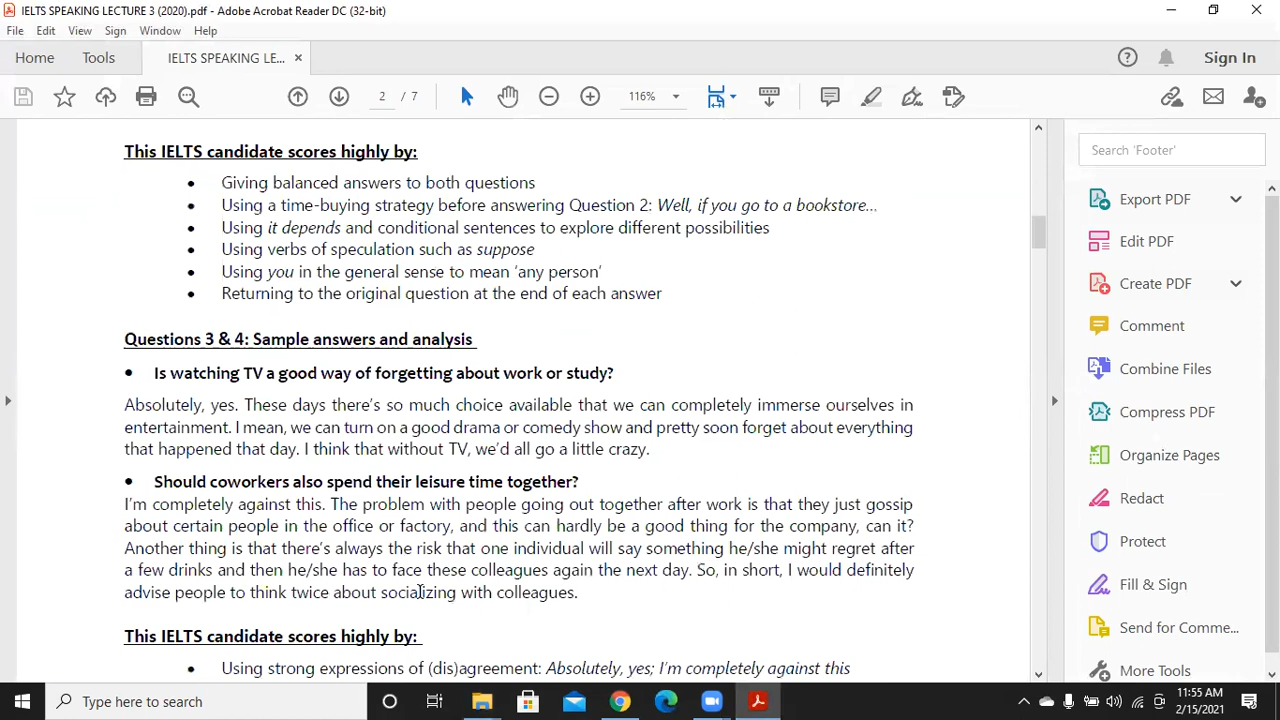 IELTS SPEAKING LECTURE 3 (2020).pdf - Adobe Acrobat Reader DC (32-bit)
File Edit View Sign Window Help
Home Tools IELTS SPEAKING LE... × Sign In
2 / 7 116%
This IELTS candidate scores highly by:
• Giving balanced answers to both questions
• Using a time-buying strategy before answering Question 2: Well, if you go to a bookstore…
• Using it depends and conditional sentences to explore different possibilities
• Using verbs of speculation such as suppose
• Using you in the general sense to mean ‘any person’
• Returning to the original question at the end of each answer
Questions 3 & 4: Sample answers and analysis
• Is watching TV a good way of forgetting about work or study?
Absolutely, yes. These days there’s so much choice available that we can completely immerse ourselves in
entertainment. I mean, we can turn on a good drama or comedy show and pretty soon forget about everything
that happened that day. I think that without TV, we’d all go a little crazy.
• Should coworkers also spend their leisure time together?
I’m completely against this. The problem with people going out together after work is that they just gossip
about certain people in the office or factory, and this can hardly be a good thing for the company, can it?
Another thing is that there’s always the risk that one individual will say something he/she might regret after
a few drinks and then he/she has to face these colleagues again the next day. So, in short, I would definitely
advise people to think twice about socializing with colleagues.
This IELTS candidate scores highly by:
• Using strong expressions of (dis)agreement: Absolutely, yes; I’m completely against this
Search 'Footer'
Export PDF
Edit PDF
Create PDF
Comment
Combine Files
Compress PDF
Organize Pages
Redact
Protect
Fill & Sign
Send for Comme...
More Tools
Type here to search
11:55 AM
2/15/2021